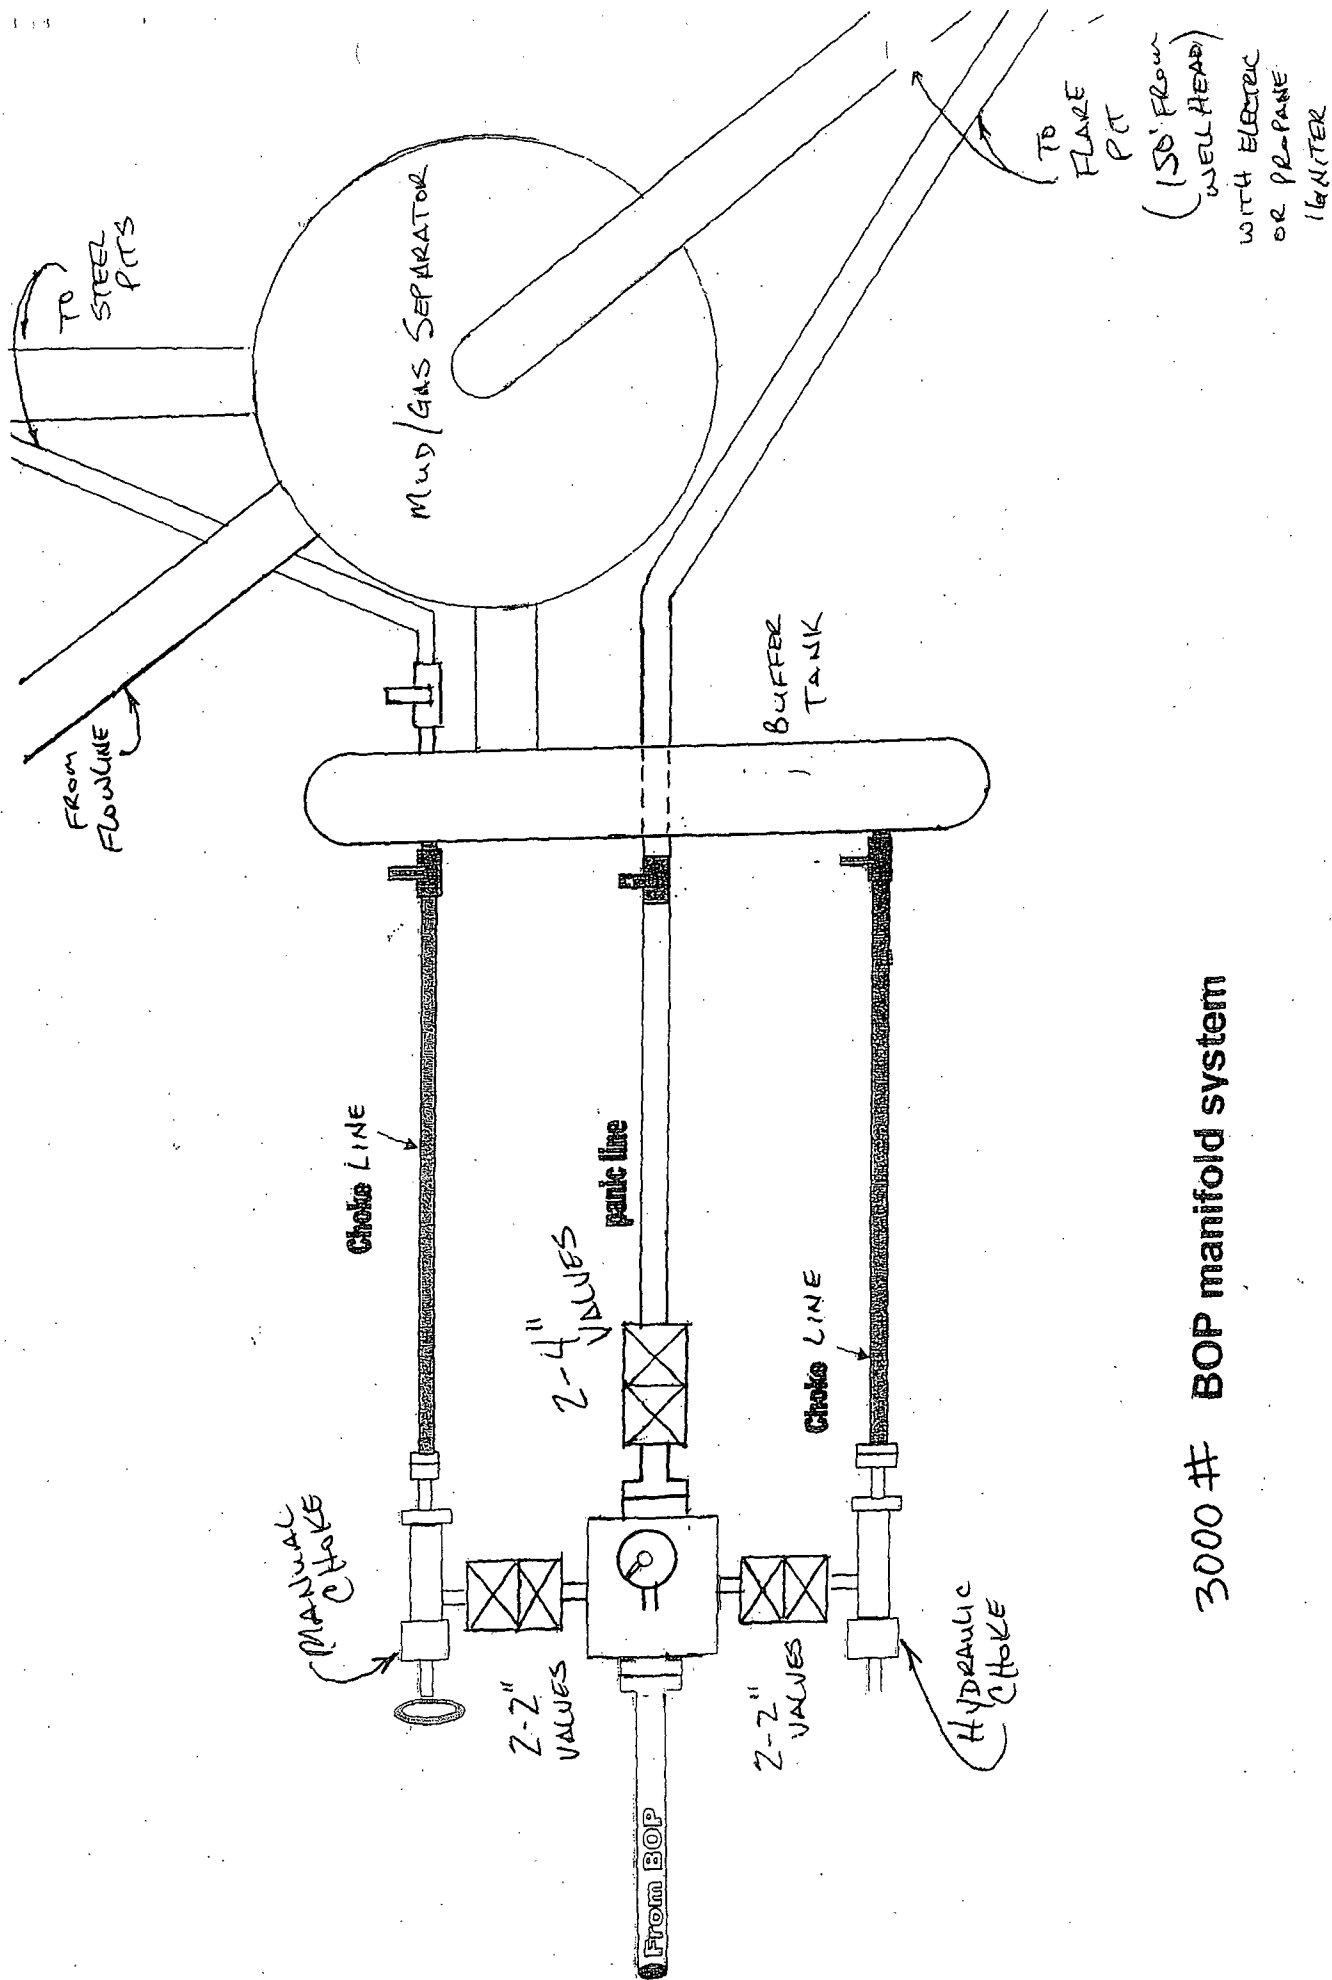 TO
STEEL
PITS
FROM
FLOWLINE
MUD/GAS SEPARATOR
TO
FLARE
PIT
(150' FROM
WELL HEAD)
WITH ELECTRIC
OR PROPANE
IGNITER
BUFFER
TANK
Choke LINE
panic line
2-4"
VALVES
Choke LINE
MANUAL
CHOKE
2-2"
VALVES
2-2"
VALVES
HYDRAULIC
CHOKE
From BOP
3000 # BOP manifold system